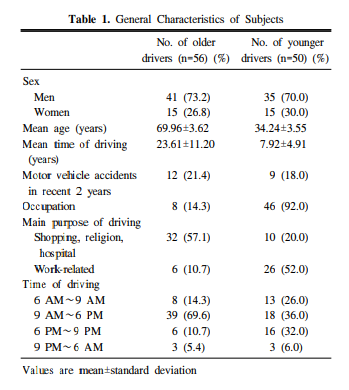 Table 1. General Characteristics of Subjects
No. of older No. of younger
drivers (n=56) (%) drivers (n=50) (%)
Sex
Men 41 (73.2) 35 (70.0)
Women 15 (26.8) 15 (30.0)
Mean age (years) 69.96±3.62 34.24±3.55
Mean time of driving 23.61±11.20 7.92±4.91
(years)
Motor vehicle accidents 12 (21.4) 9 (18.0)
in recent 2 years
Occupation 8 (14.3) 46 (92.0)
Main purpose of driving
Shopping, religion, 32 (57.1) 10 (20.0)
hospital
Work-related 6 (10.7) 26 (52.0)
Time of driving
6 AM~9 AM 8 (14.3) 13 (26.0)
9 AM~6 PM 39 (69.6) 18 (36.0)
6 PM~9 PM 6 (10.7) 16 (32.0)
9 PM~6 AM 3 (5.4) 3 (6.0)
Values are mean±standard deviation